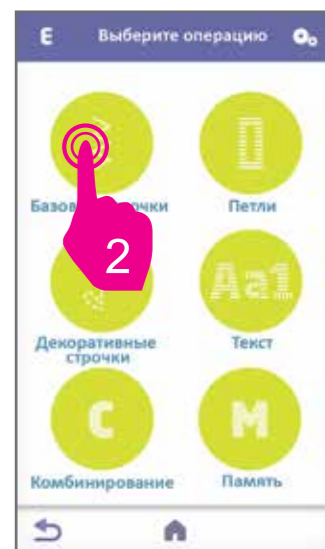 E Выберите операцию
Петли
2
Aa1
Декоративные
строчки
Текст
C
M
Комбинирование
Память